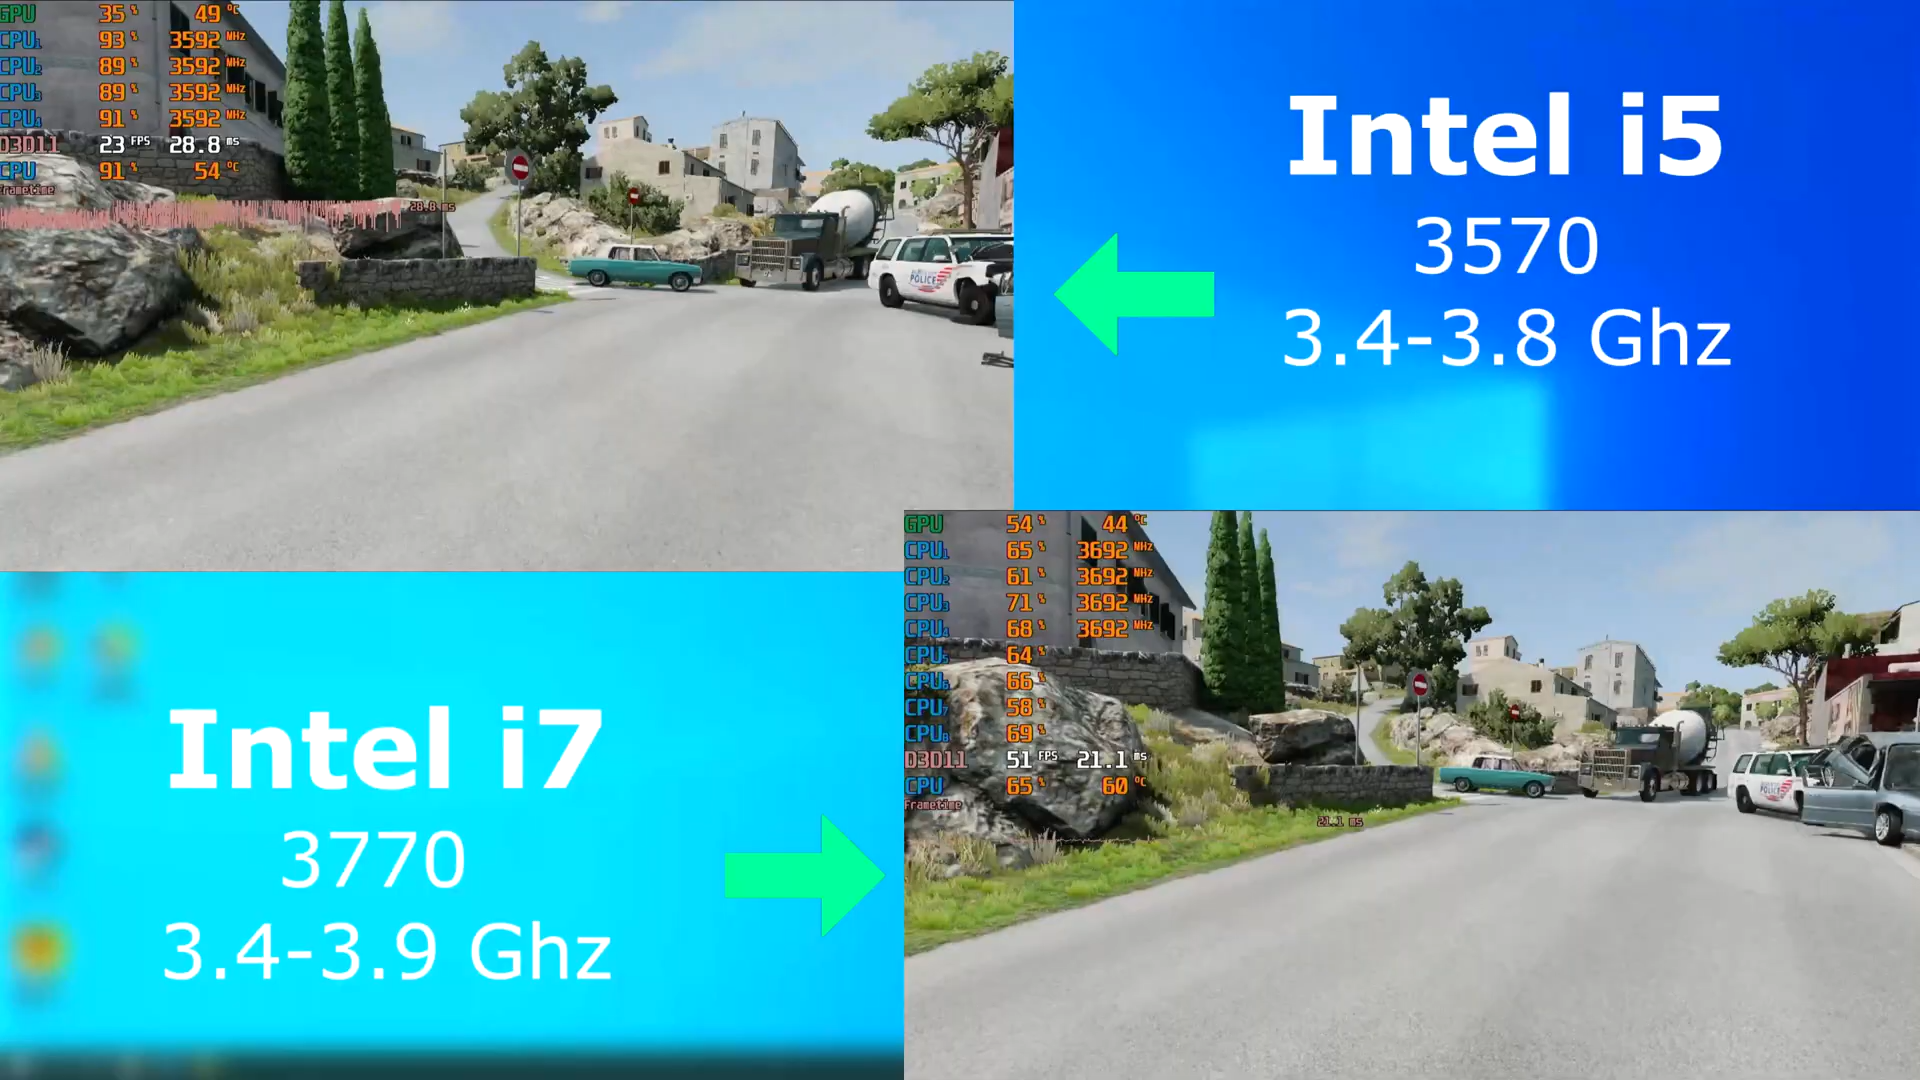 GPU 35 % 49 °C
CPU1 93 % 3592 MHz
CPU2 89 % 3592 MHz
CPU3 89 % 3592 MHz
CPU4 91 % 3592 MHz
D3D11 23 FPS 28.8 ms
CPU 91 % 54 °C
Frametime
28.8 ms
POLICE
Intel i5
3570
3.4-3.8 Ghz
Intel i7
3770
3.4-3.9 Ghz
GPU 54 % 44 °C
CPU1 65 % 3692 MHz
CPU2 61 % 3692 MHz
CPU3 71 % 3692 MHz
CPU4 68 % 3692 MHz
CPU5 64 %
CPU6 66 %
CPU7 58 %
CPU8 69 %
D3D11 51 FPS 21.1 ms
CPU 65 % 60 °C
Frametime
21.1 ms
POLICE